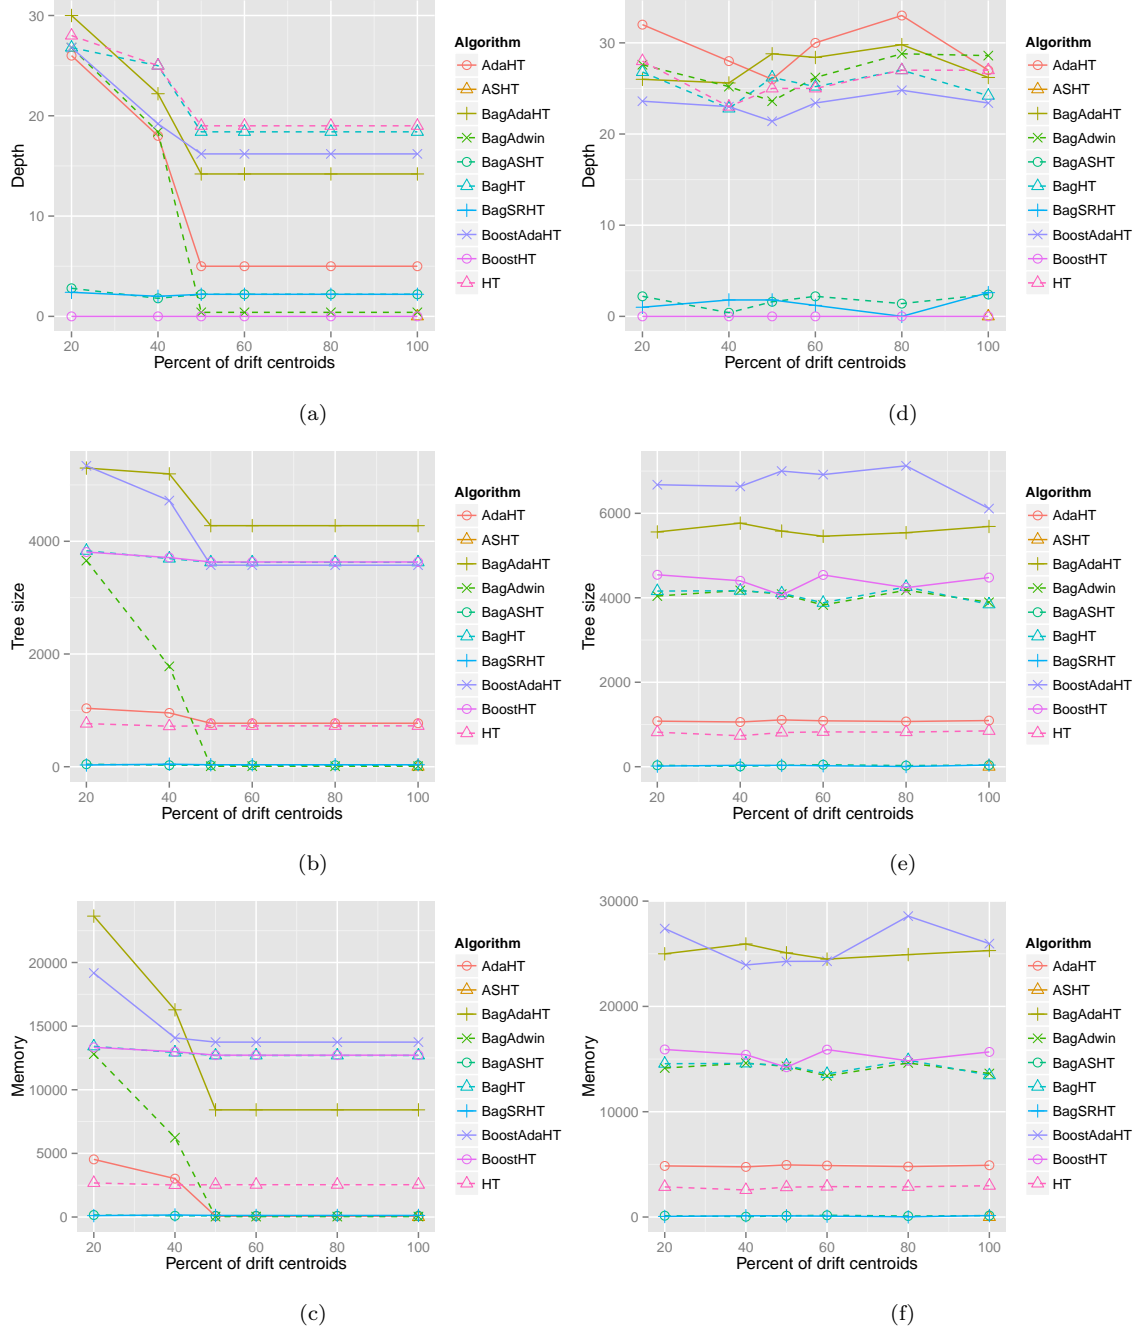 30
20
10
0
Depth
20
40
60
80
100
Percent of drift centroids
Algorithm
AdaHT
ASHT
BagAdaHT
BagAdwin
BagASHT
BagHT
BagSRHT
BoostAdaHT
BoostHT
HT
(a)
30
20
10
0
Depth
20
40
60
80
100
Percent of drift centroids
Algorithm
AdaHT
ASHT
BagAdaHT
BagAdwin
BagASHT
BagHT
BagSRHT
BoostAdaHT
BoostHT
HT
(d)
4000
2000
0
Tree size
20
40
60
80
100
Percent of drift centroids
Algorithm
AdaHT
ASHT
BagAdaHT
BagAdwin
BagASHT
BagHT
BagSRHT
BoostAdaHT
BoostHT
HT
(b)
6000
4000
2000
0
Tree size
20
40
60
80
100
Percent of drift centroids
Algorithm
AdaHT
ASHT
BagAdaHT
BagAdwin
BagASHT
BagHT
BagSRHT
BoostAdaHT
BoostHT
HT
(e)
20000
15000
10000
5000
0
Memory
20
40
60
80
100
Percent of drift centroids
Algorithm
AdaHT
ASHT
BagAdaHT
BagAdwin
BagASHT
BagHT
BagSRHT
BoostAdaHT
BoostHT
HT
(c)
30000
20000
10000
0
Memory
20
40
60
80
100
Percent of drift centroids
Algorithm
AdaHT
ASHT
BagAdaHT
BagAdwin
BagASHT
BagHT
BagSRHT
BoostAdaHT
BoostHT
HT
(f)